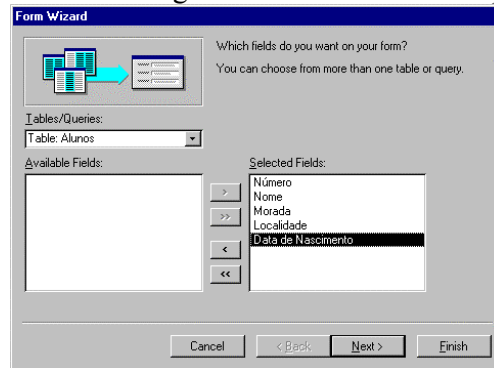 Form Wizard
Which fields do you want on your form?
You can choose from more than one table or query.
Tables/Queries:
Table: Alunos
Available Fields:
Selected Fields:
>
>>
<
<<
Número
Nome
Morada
Localidade
Data de Nascimento
Cancel
< Back
Next >
Finish